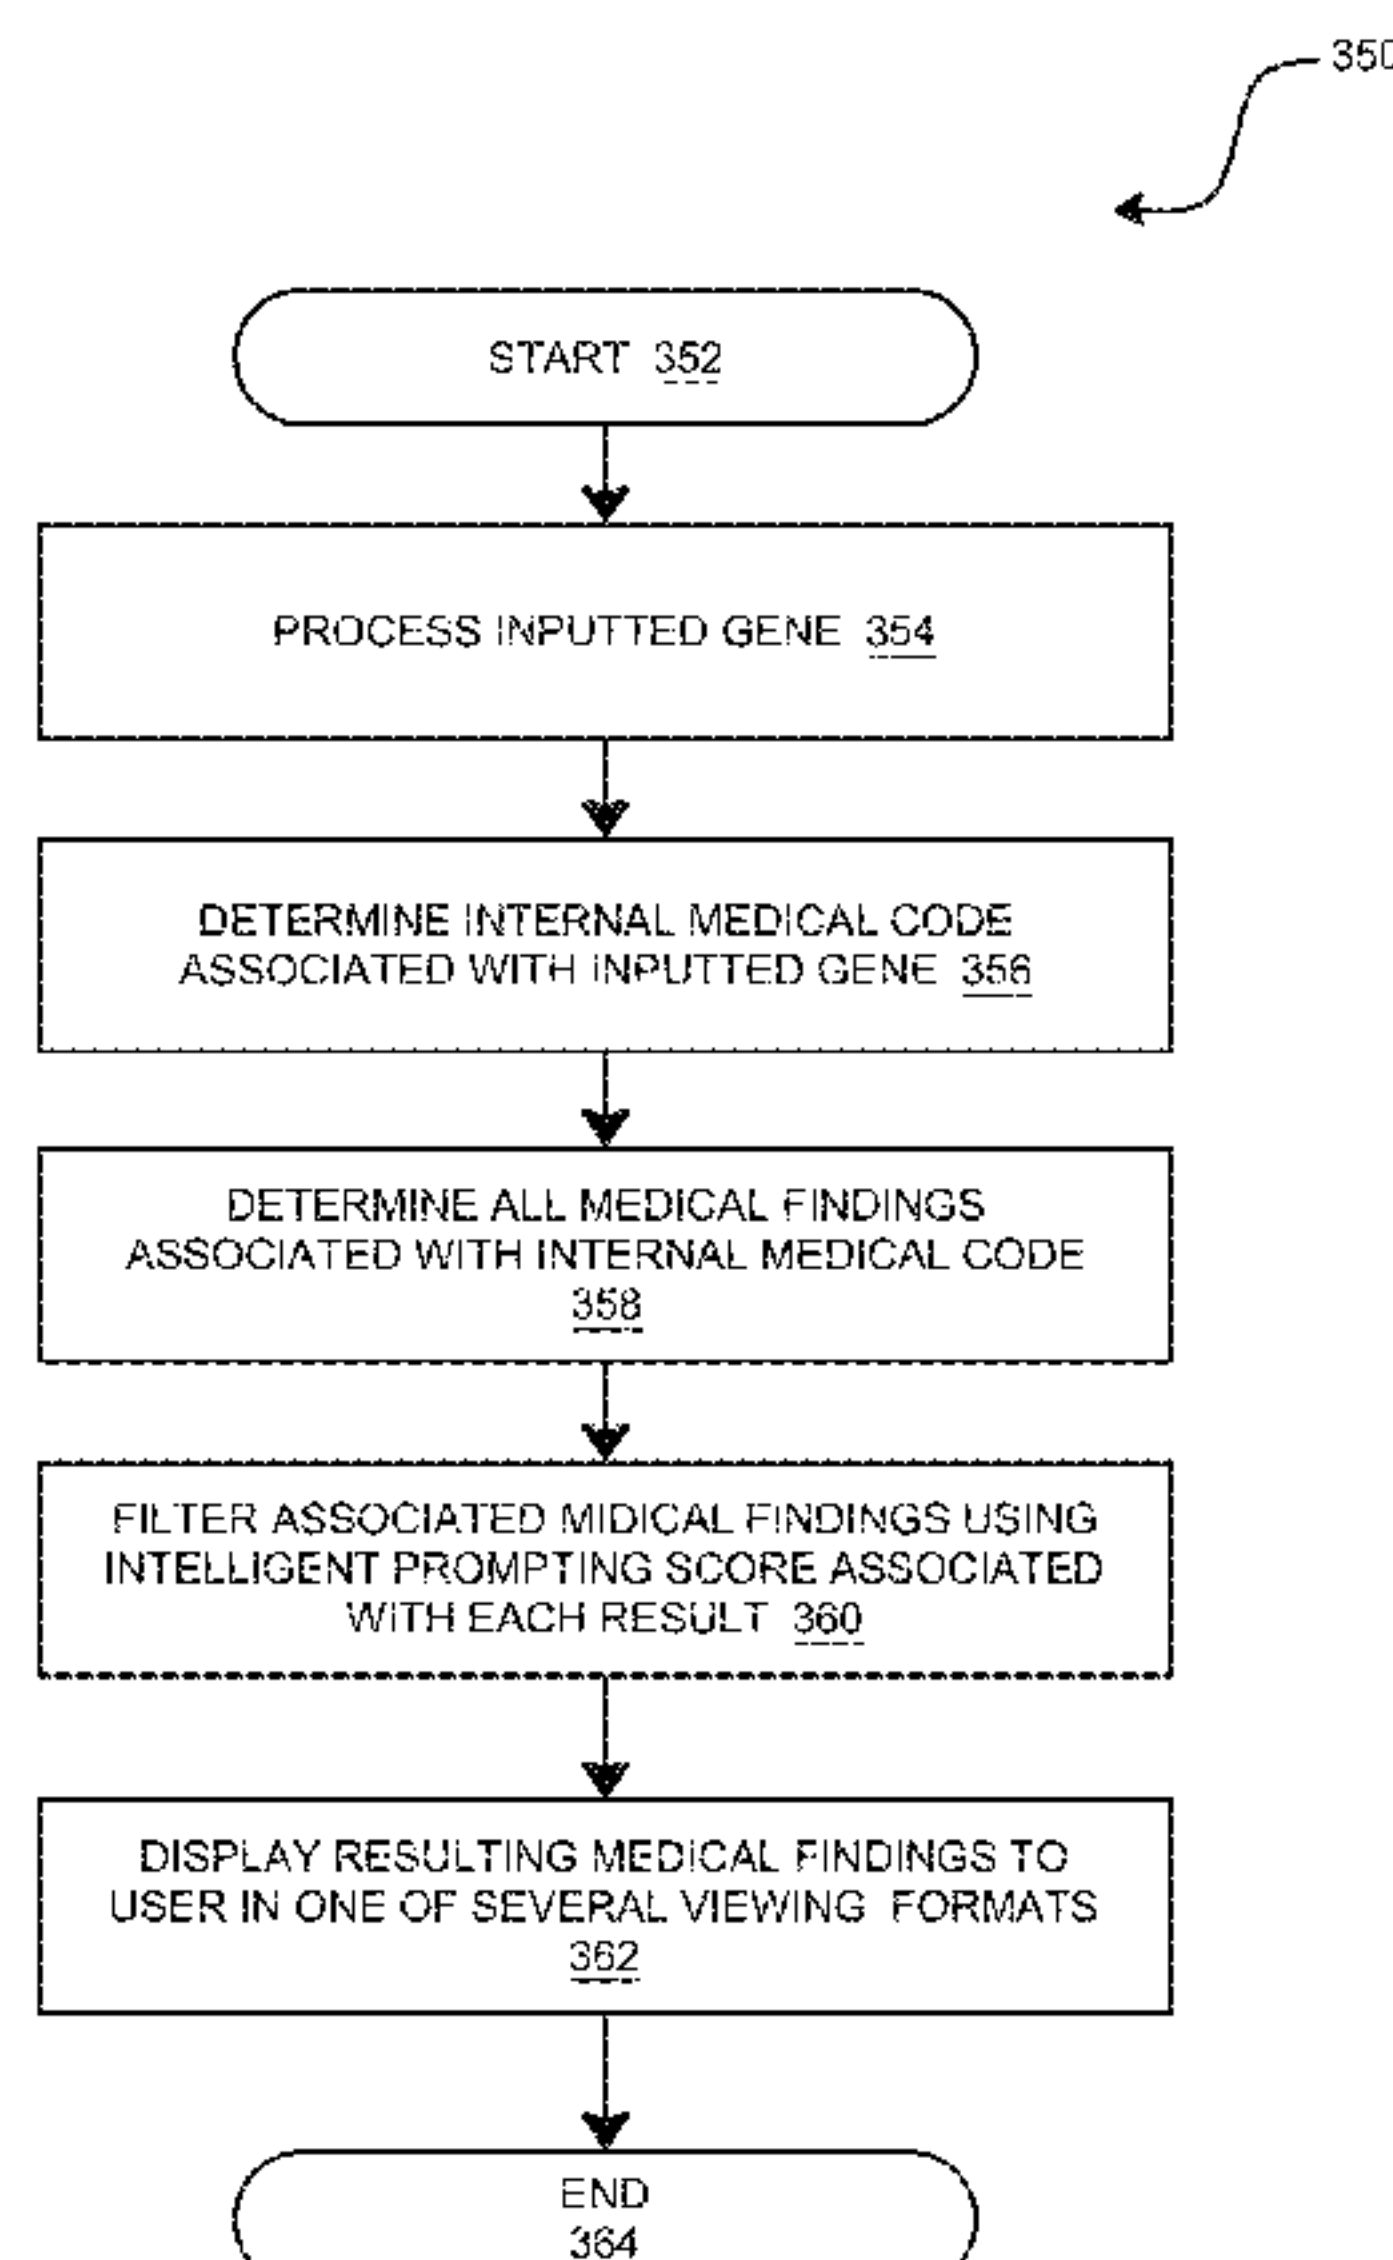 350
START 352
PROCESS INPUTTED GENE 354
DETERMINE INTERNAL MEDICAL CODE
ASSOCIATED WITH INPUTTED GENE 356
DETERMINE ALL MEDICAL FINDINGS
ASSOCIATED WITH INTERNAL MEDICAL CODE
358
FILTER ASSOCIATED MIDICAL FINDINGS USING
INTELLIGENT PROMPTING SCORE ASSOCIATED
WITH EACH RESULT 360
DISPLAY RESULTING MEDICAL FINDINGS TO
USER IN ONE OF SEVERAL VIEWING FORMATS
362
END
364